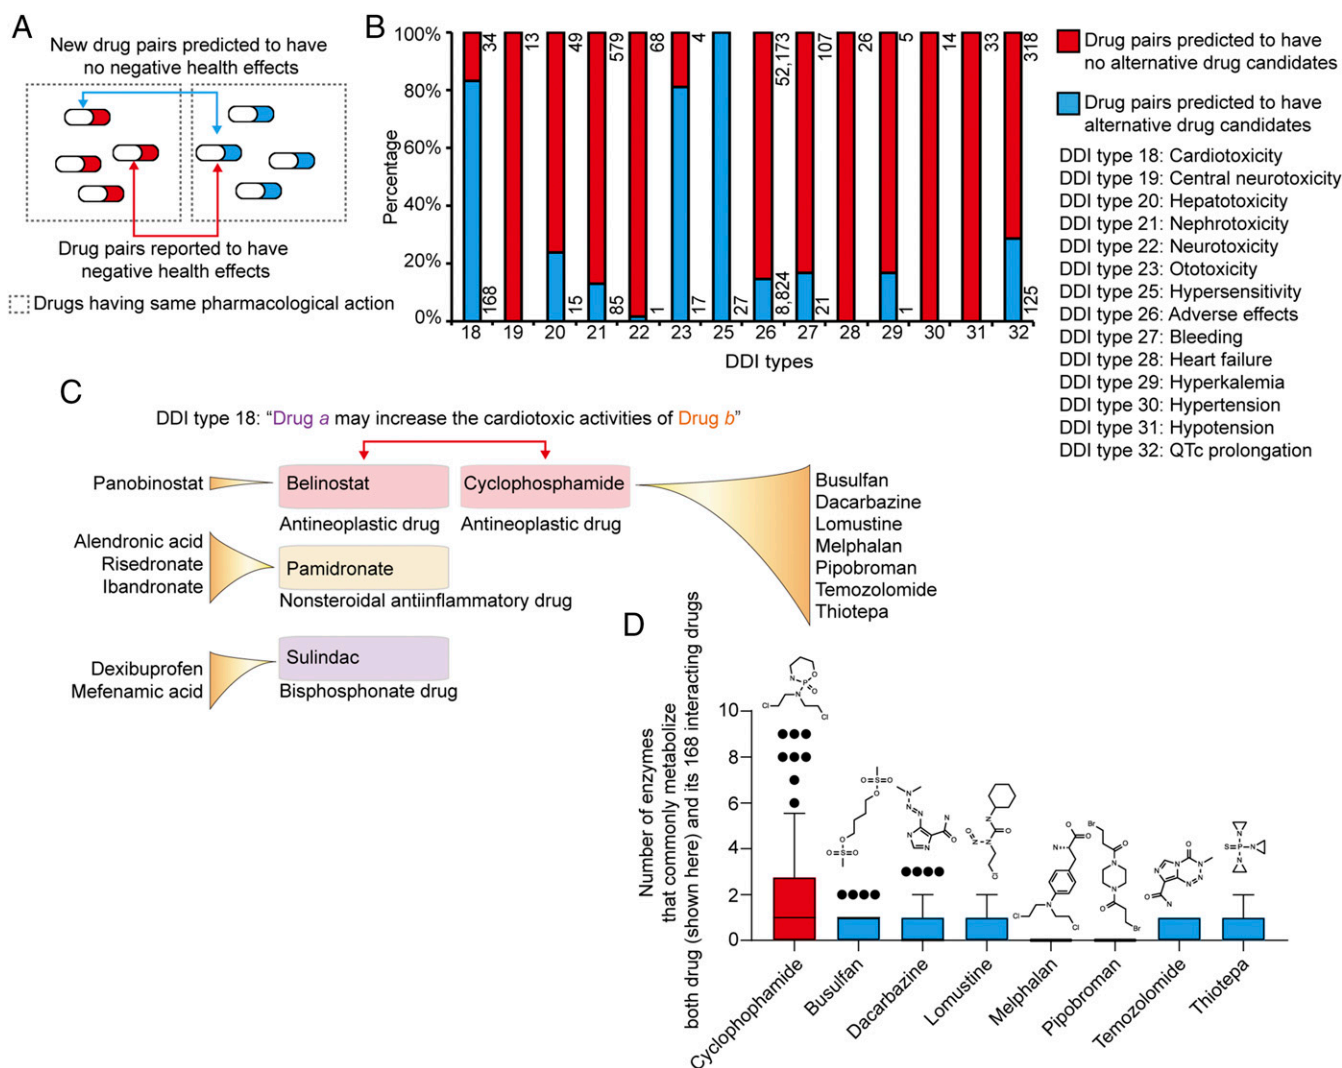 A
New drug pairs predicted to have
no negative health effects
Drug pairs reported to have
negative health effects
Drugs having same pharmacological action
B
Percentage
100%
80%
60%
40%
20%
0%
34
13
49
579
68
4
52,173
107
26
5
14
33
318
168
15
85
1
17
27
8,824
21
1
125
18
19
20
21
22
23
25
26
27
28
29
30
31
32
DDI types
Drug pairs predicted to have
no alternative drug candidates
Drug pairs predicted to have
alternative drug candidates
DDI type 18: Cardiotoxicity
DDI type 19: Central neurotoxicity
DDI type 20: Hepatotoxicity
DDI type 21: Nephrotoxicity
DDI type 22: Neurotoxicity
DDI type 23: Ototoxicity
DDI type 25: Hypersensitivity
DDI type 26: Adverse effects
DDI type 27: Bleeding
DDI type 28: Heart failure
DDI type 29: Hyperkalemia
DDI type 30: Hypertension
DDI type 31: Hypotension
DDI type 32: QTc prolongation
C
DDI type 18: “Drug a may increase the cardiotoxic activities of Drug b”
Panobinostat
Belinostat
Antineoplastic drug
Cyclophosphamide
Antineoplastic drug
Busulfan
Dacarbazine
Lomustine
Melphalan
Pipobroman
Temozolomide
Thiotepa
Alendronic acid
Risedronate
Ibandronate
Pamidronate
Nonsteroidal antiinflammatory drug
Dexibuprofen
Mefenamic acid
Sulindac
Bisphosphonate drug
D
Number of enzymes
that commonly metabolize
both drug (shown here) and its 168 interacting drugs
10
8
6
4
2
0
Cyclophophamide
Busulfan
Dacarbazine
Lomustine
Melphalan
Pipobroman
Temozolomide
Thiotepa